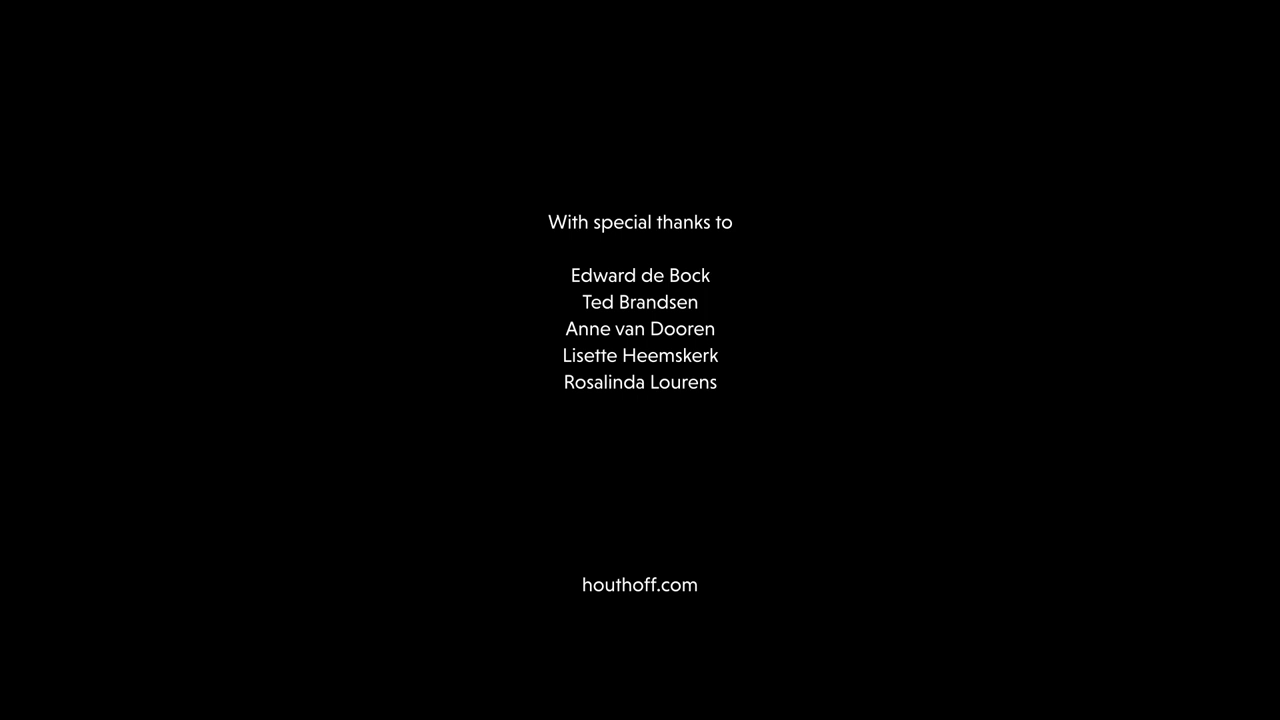 With special thanks to
Edward de Bock
Ted Brandsen
Anne van Dooren
Lisette Heemskerk
Rosalinda Lourens
houthoff.com